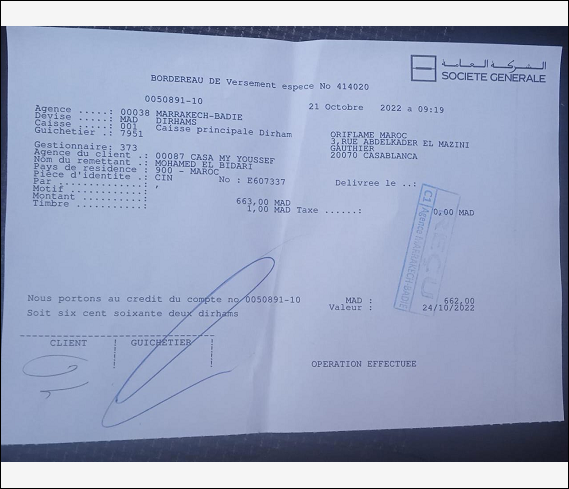 الشركة العامة
SOCIETE GENERALE
BORDEREAU DE Versement espece No 414020
0050891-10
21 Octobre 2022 a 09:19
Agence .....: 00038 MARRAKECH-BADIE
Devise .....: MAD DIRHAMS
Caisse .....: 001 Caisse principale Dirham
Guichetier .: 7951
ORIFLAME MAROC
3,RUE ABDELKADER EL MAZINI
GAUTHIER
20070 CASABLANCA
Gestionnaire: 373
Agence du client .: 00087 CASA MY YOUSSEF
Nom du remettant .: MOHAMED EL BIDARI
Pays de residence : 900 - MAROC
Pièce d'identite .: CIN No : E607337 Delivree le ..:
Par .............: ,
Motif ...........:
Montant .........: 663,00 MAD
Timbre ..........: 1,00 MAD Taxe ......: 0,00 MAD
REÇU
C1 Agence MARRAKECH-BADIE
Nous portons au credit du compte no 0050891-10 MAD : 662,00
Soit six cent soixante deux dirhams Valeur : 24/10/2022
CLIENT GUICHETIER
OPERATION EFFECTUEE